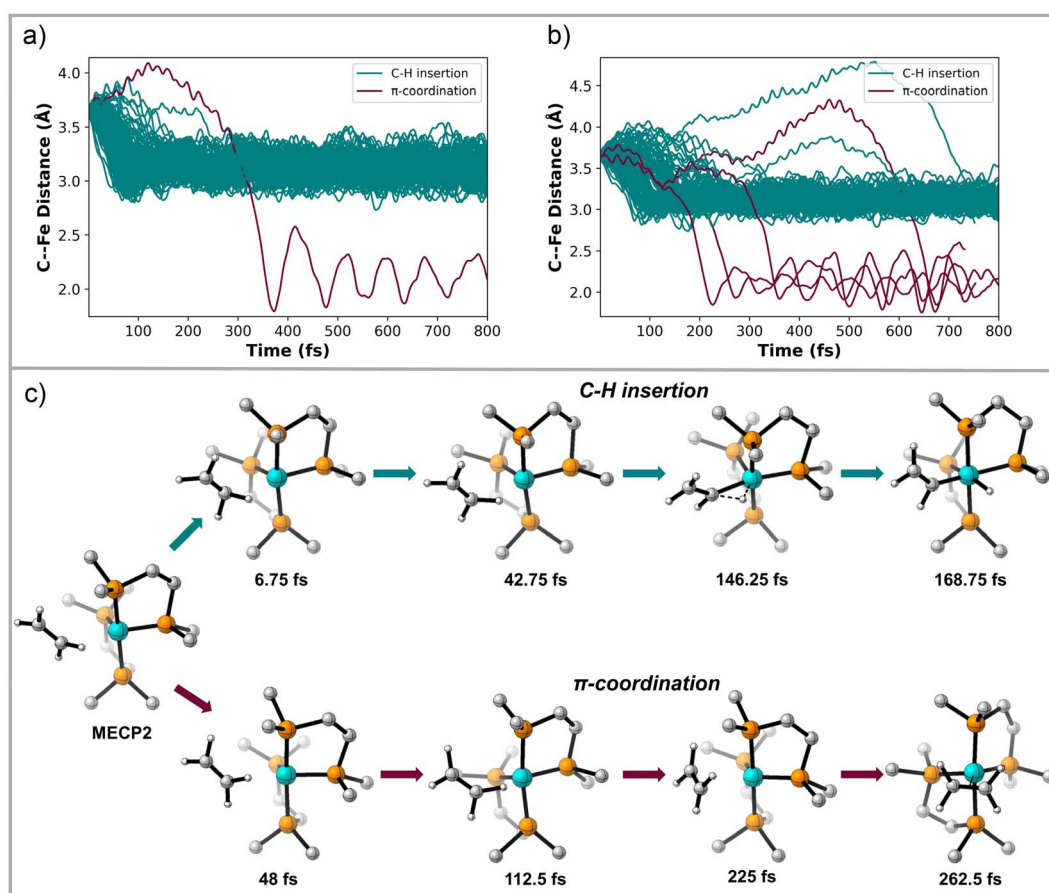 a)
C-H insertion
π-coordination
4.0
3.5
3.0
2.5
2.0
C--Fe Distance (Å)
100 200 300 400 500 600 700 800
Time (fs)
b)
C-H insertion
π-coordination
4.5
4.0
3.5
3.0
2.5
2.0
C--Fe Distance (Å)
100 200 300 400 500 600 700 800
Time (fs)
c)
C-H insertion
6.75 fs 42.75 fs 146.25 fs 168.75 fs
MECP2
π-coordination
48 fs 112.5 fs 225 fs 262.5 fs